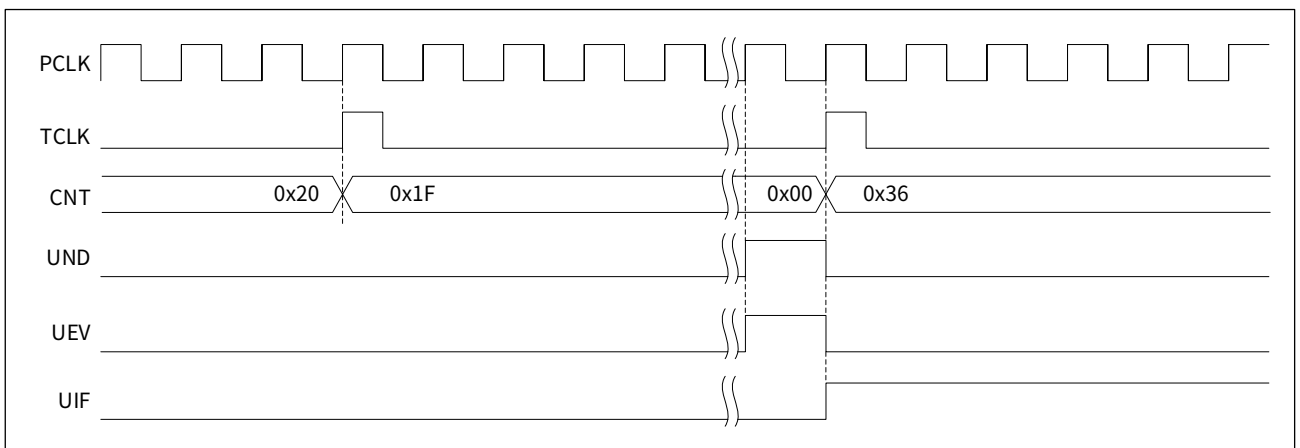 PCLK
TCLK
CNT 0x20 0x1F 0x00 0x36
UND
UEV
UIF